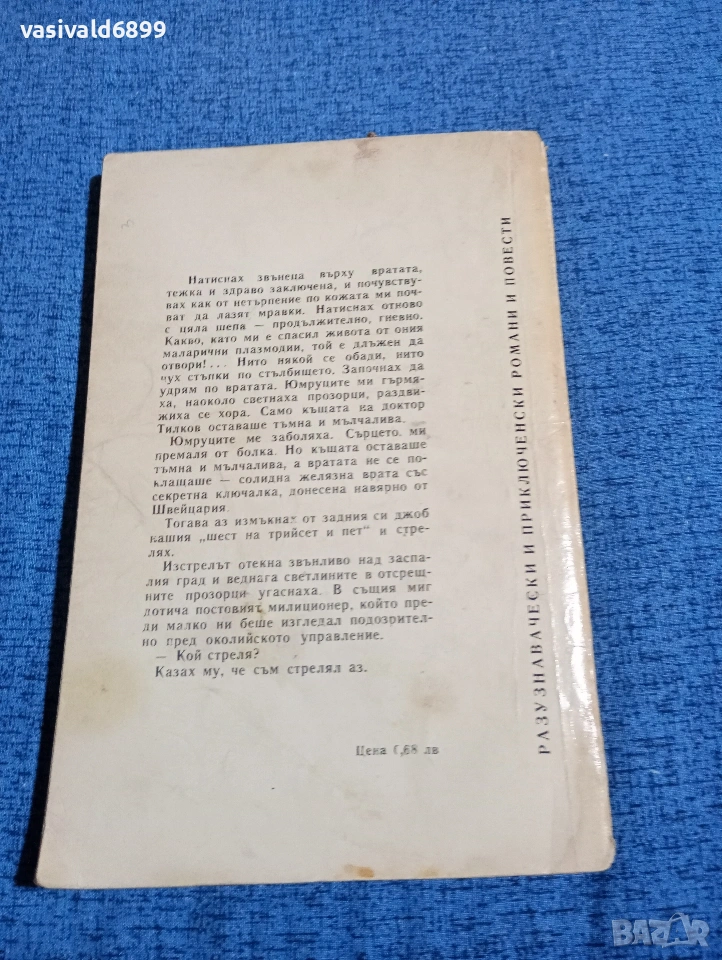 vasivald6899
Натиснах звънеца върху вратата,
тежка и здраво заключена, и почувству-
вах как от нетърпение по кожата ми поч-
ват да лазят мравки. Натиснах отново
с цяла шепа — продължително, гневно.
Какво, като ми е спасил живота от ония
маларични плазмодии, той е длъжен да
отвори!... Нито някой се обади, нито
чух стъпки по стълбището. Започнах да
удрям по вратата. Юмруците ми гърмя-
ха, наоколо светнаха прозорци, раздви-
жиха се хора. Само къщата на доктор
Тилков оставаше тъмна и мълчалива.
Юмруците ме заболяха. Сърцето ми
премаля от болка. Но къщата оставаше
тъмна и мълчалива, а вратата не се по-
клащаше — солидна желязна врата със
секретна ключалка, донесена навярно от
Швейцария.
Тогава аз измъкнах от задния си джоб
нашия „шест на трийсет и пет" и стре-
лях.
Изстрелът отекна звънливо над заспа-
лия град и веднага светлините в отсрещ-
ните прозорци угаснаха. В същия миг
дотича постовият милиционер, който пре-
ди малко ни беше изгледал подозрител-
но пред околийското управление.
— Кой стреля?
Казах му, че съм стрелял аз.
Цена 0,68 лв
РАЗУЗНАВАЧЕСКИ И ПРИКЛЮЧЕНСКИ РОМАНИ И ПОВЕСТИ
BAZAR